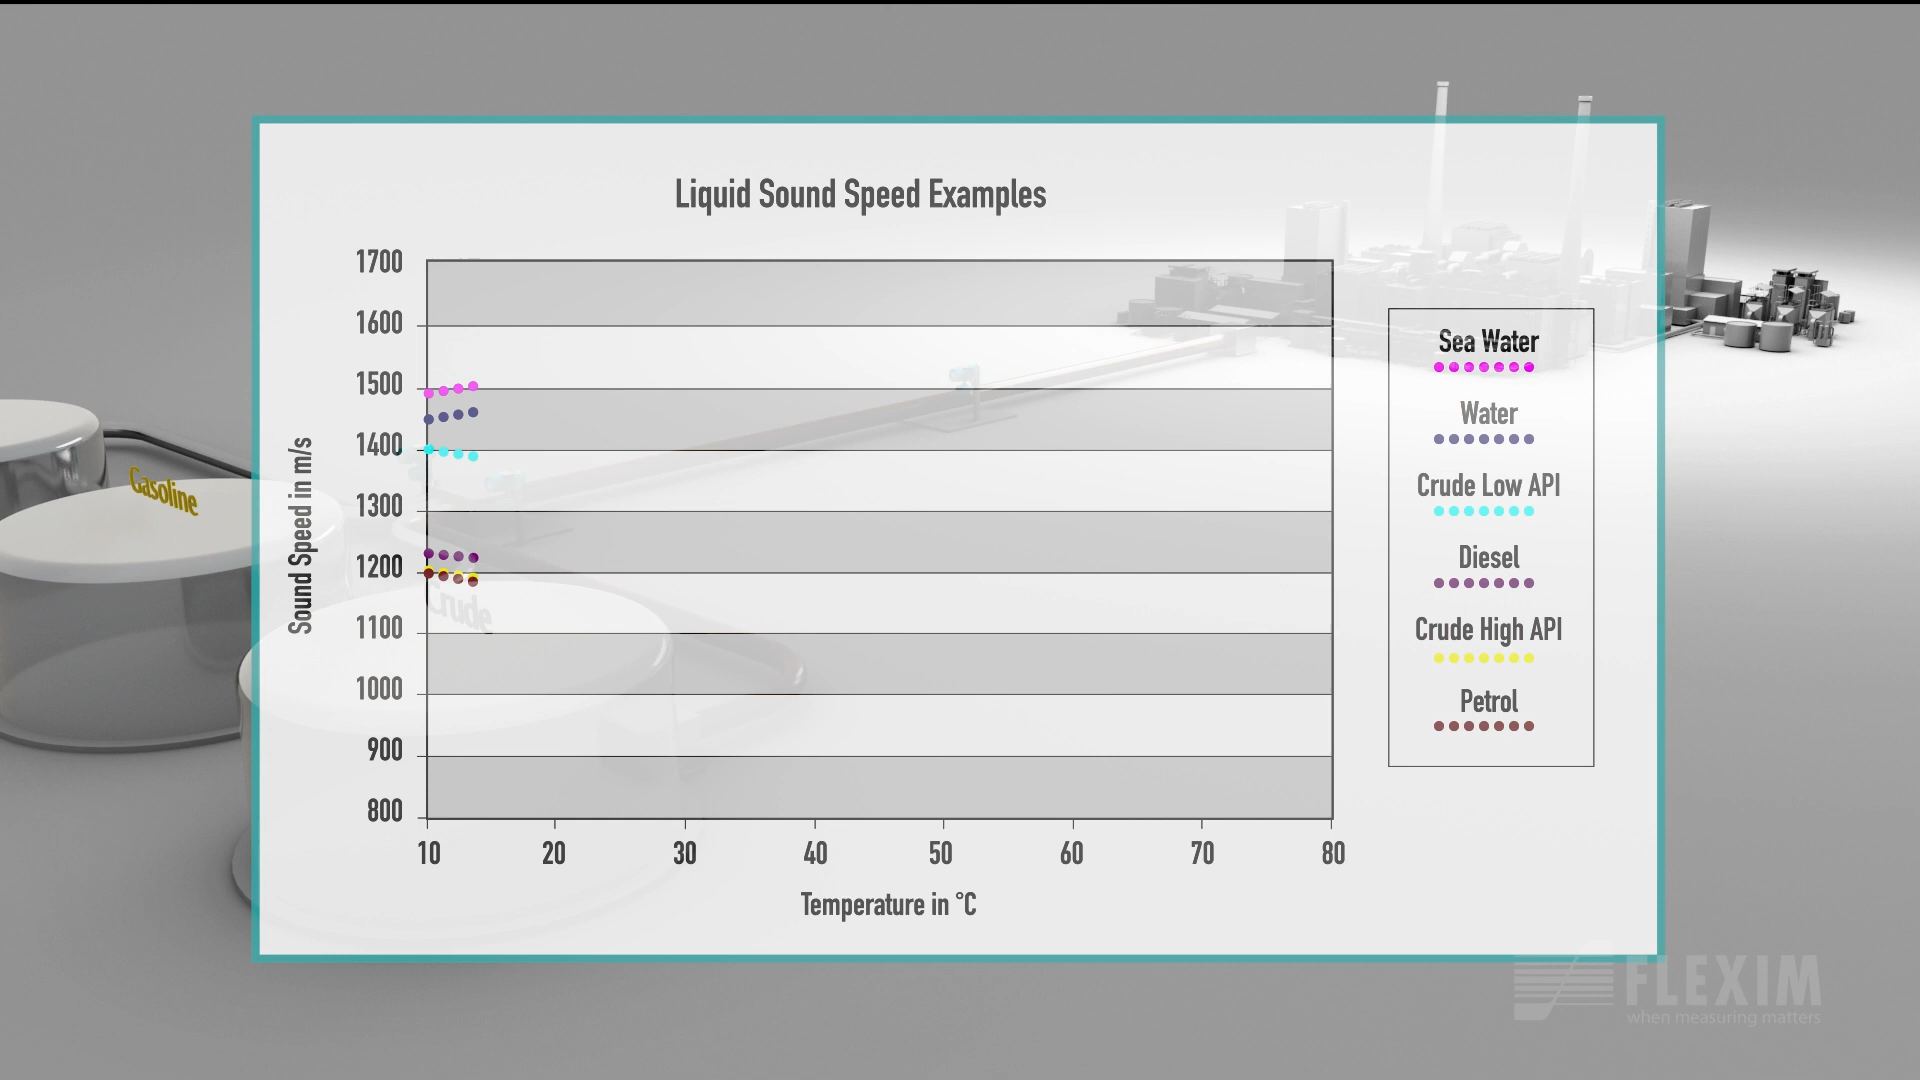 Liquid Sound Speed Examples
1700
1600
1500
1400
1300
1200
1100
1000
900
800
Sound Speed in m/s
10 20 30 40 50 60 70 80
Temperature in °C
Sea Water
Water
Crude Low API
Diesel
Crude High API
Petrol
Gasoline
Crude
FLEXIM
when measuring matters